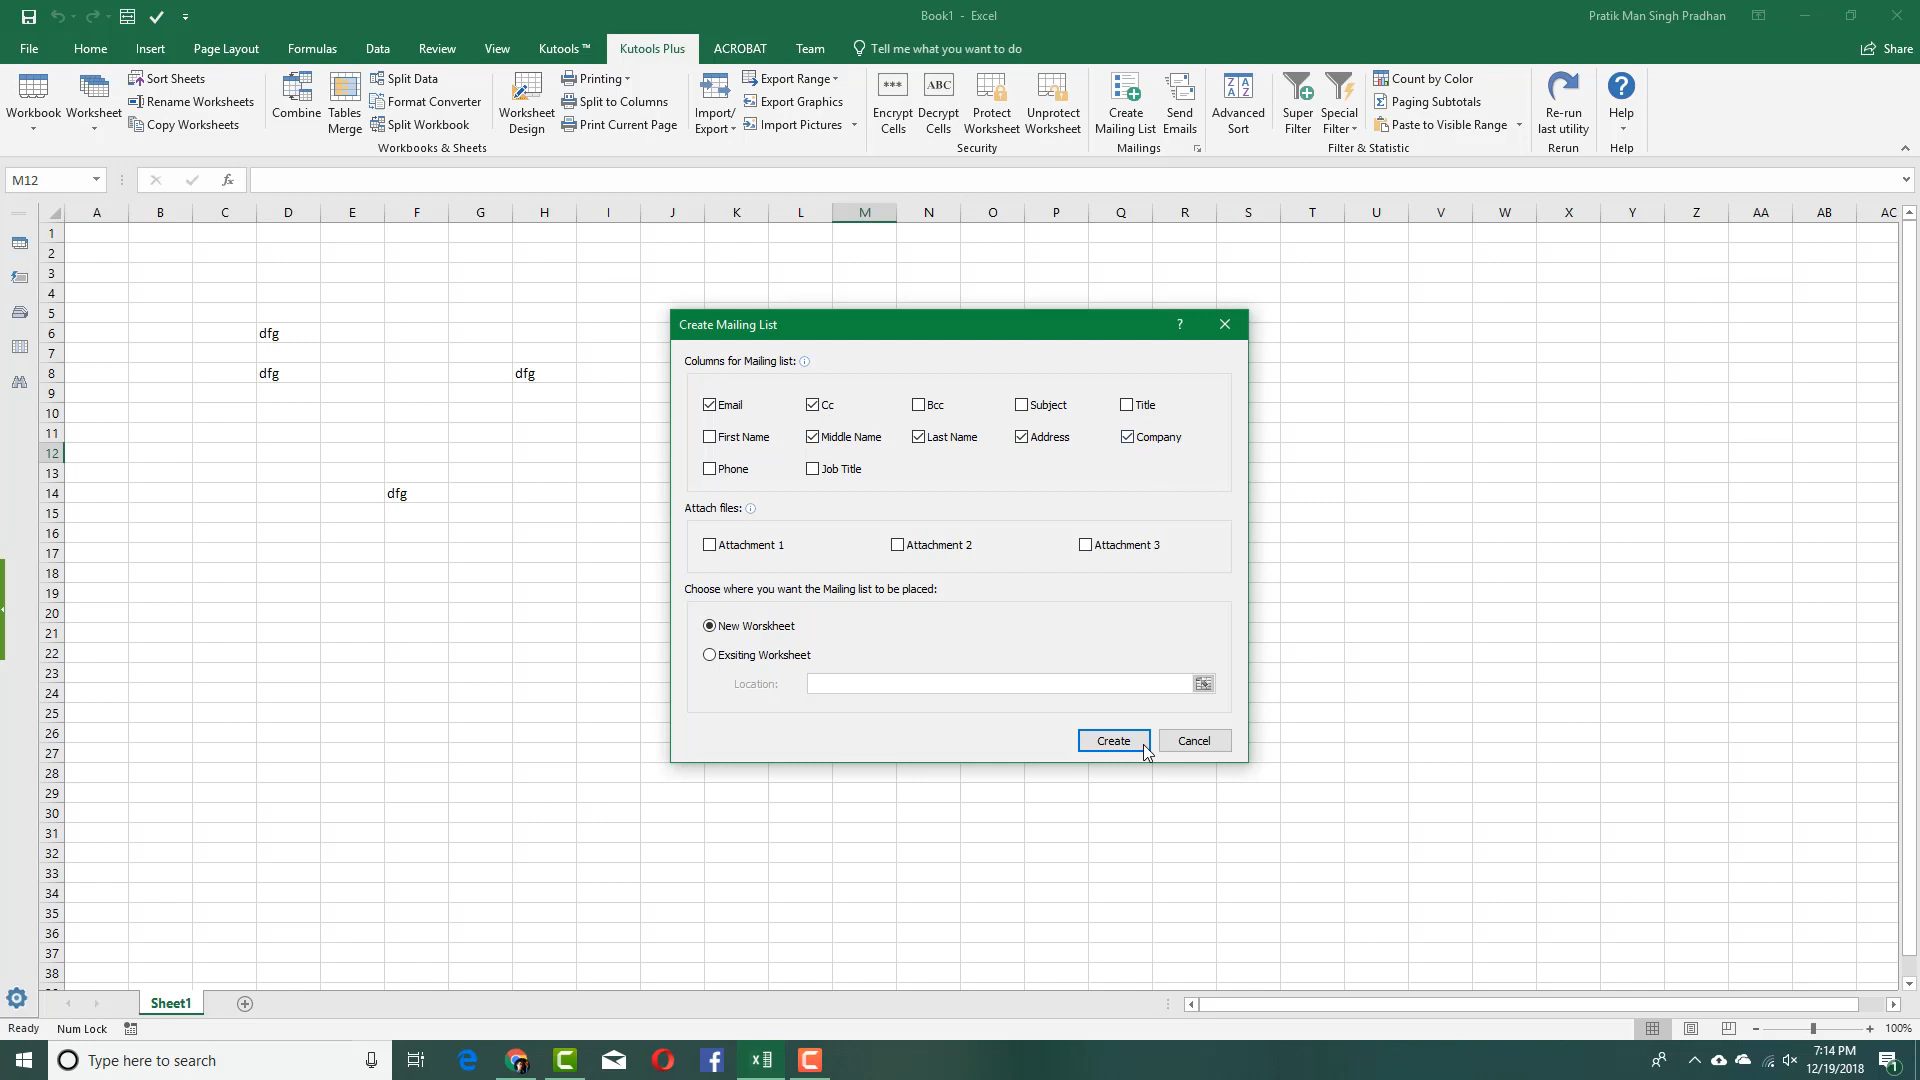 Book1 - Excel
Pratik Man Singh Pradhan
File Home Insert Page Layout Formulas Data Review View Kutools ™ Kutools Plus ACROBAT Team Tell me what you want to do Share
Workbook
Worksheet
Sort Sheets
Rename Worksheets
Copy Worksheets
Combine
Tables Merge
Split Data
Format Converter
Split Workbook
Workbooks & Sheets
Worksheet Design
Printing
Split to Columns
Print Current Page
Import/ Export
Export Range
Export Graphics
Import Pictures
Encrypt Cells
Decrypt Cells
Protect Worksheet
Unprotect Worksheet
Security
Create Mailing List
Send Emails
Mailings
Advanced Sort
Super Filter
Special Filter
Count by Color
Paging Subtotals
Paste to Visible Range
Filter & Statistic
Re-run last utility
Rerun
Help
Help
M12
fx
A B C D E F G H I J K L M N O P Q R S T U V W X Y Z AA AB AC
1
2
3
4
5
6 dfg
7
8 dfg dfg
9
10
11
12
13
14 dfg
15
16
17
18
19
20
21
22
23
24
25
26
27
28
29
30
31
32
33
34
35
36
37
38
Create Mailing List ?
Columns for Mailing list:
Email Cc Bcc Subject Title
First Name Middle Name Last Name Address Company
Phone Job Title
Attach files:
Attachment 1 Attachment 2 Attachment 3
Choose where you want the Mailing list to be placed:
New Worskheet
Exsiting Worksheet
Location:
Create Cancel
Sheet1
Ready Num Lock 100%
Type here to search
7:14 PM
12/19/2018
1